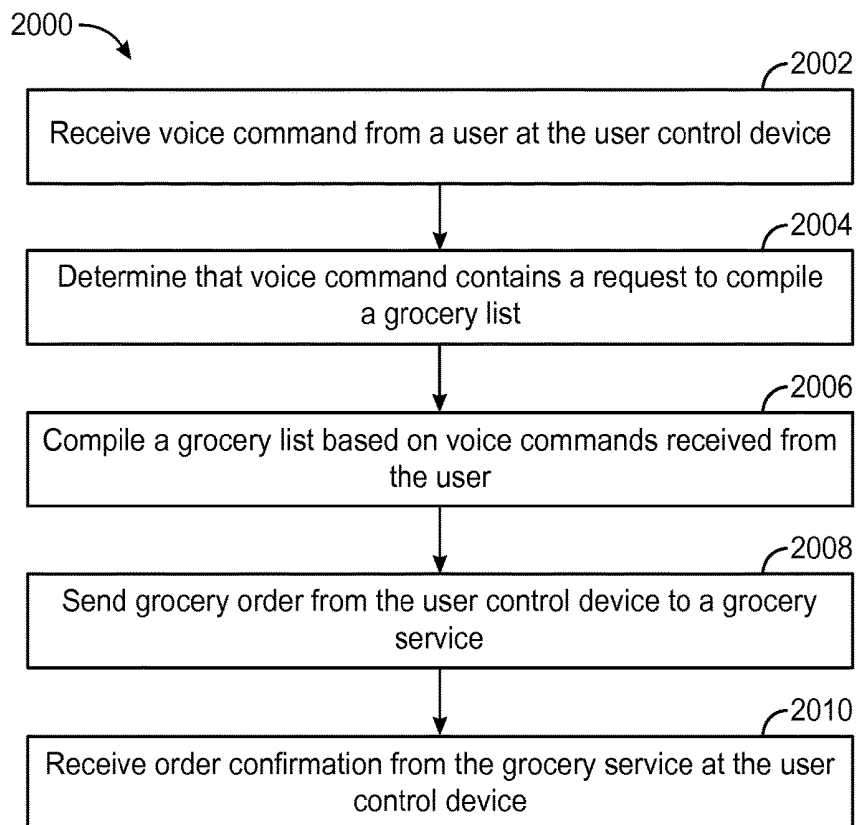 2000
2002
Receive voice command from a user at the user control device
2004
Determine that voice command contains a request to compile
a grocery list
2006
Compile a grocery list based on voice commands received from
the user
2008
Send grocery order from the user control device to a grocery
service
2010
Receive order confirmation from the grocery service at the user
control device